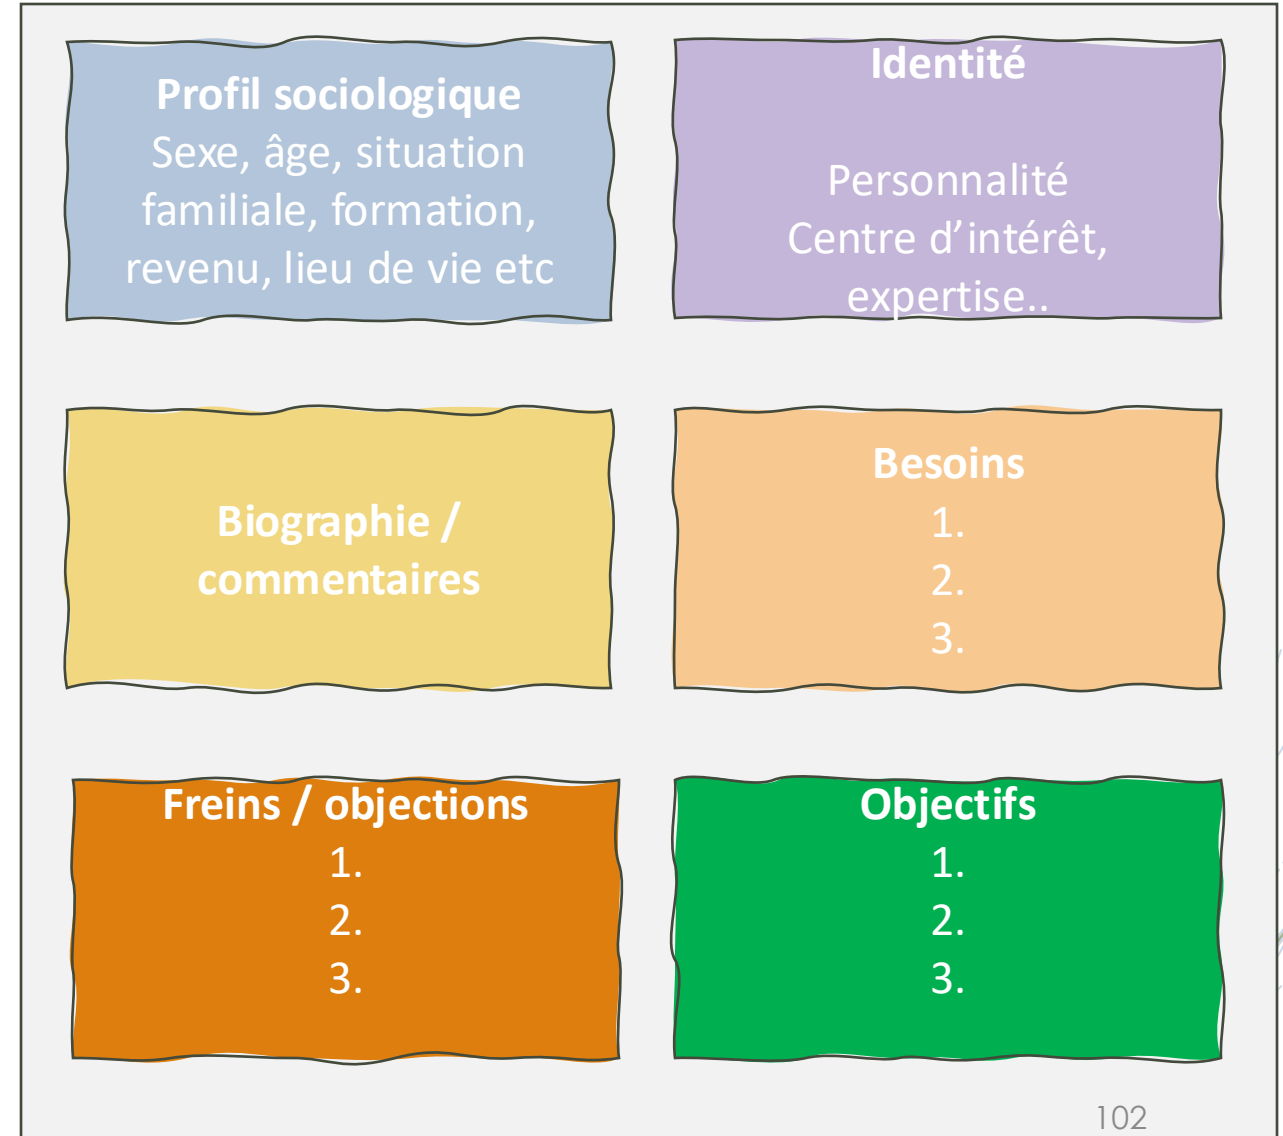 Profil sociologique
Sexe, âge, situation
familiale, formation,
revenu, lieu de vie etc
Identité
Personnalité
Centre d’intérêt,
expertise..
Biographie /
commentaires
Besoins
1.
2.
3.
Freins / objections
1.
2.
3.
Objectifs
1.
2.
3.
102